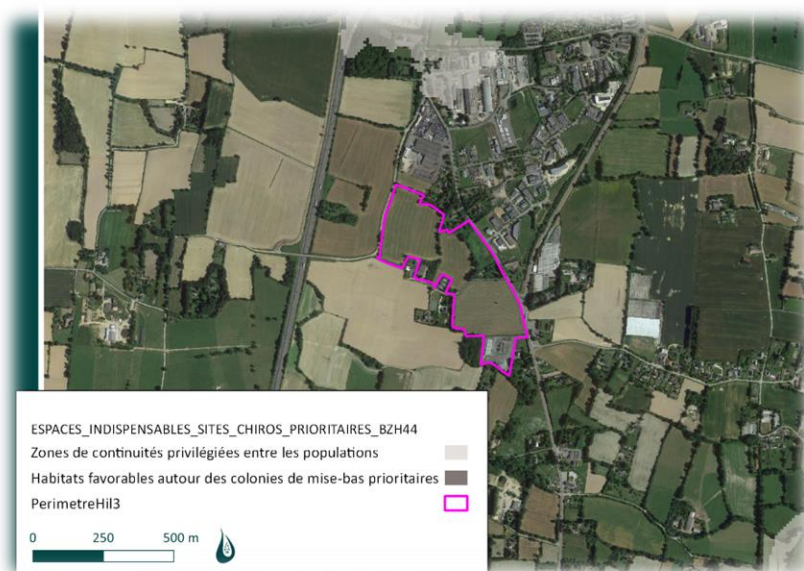 ESPACES_INDISPENSABLES_SITES_CHIROS_PRIORITAIRES_BZH44
Zones de continuités privilégiées entre les populations
Habitats favorables autour des colonies de mise-bas prioritaires
PerimetreHil3
0 250 500 m